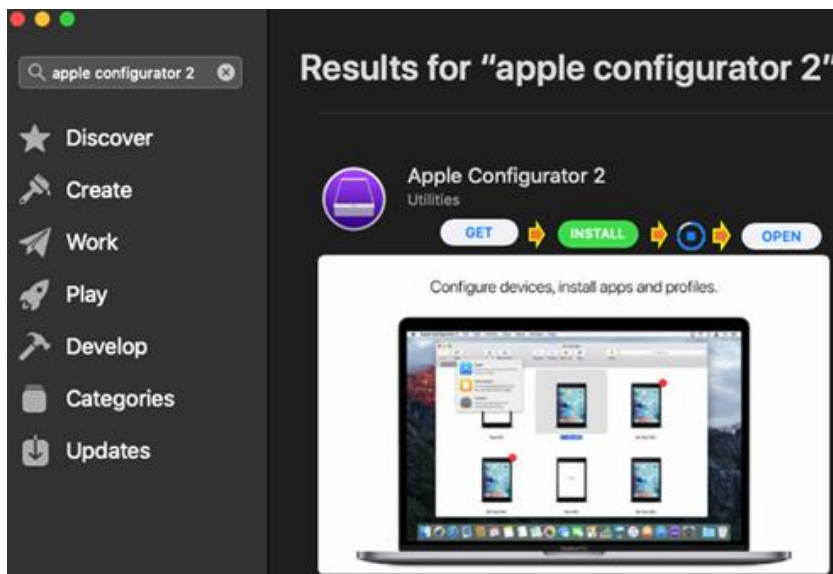 apple configurator 2
Discover
Create
Work
Play
Develop
Categories
Updates
Results for “apple configurator 2”
Apple Configurator 2
Utilities
GET INSTALL OPEN
Configure devices, install apps and profiles.